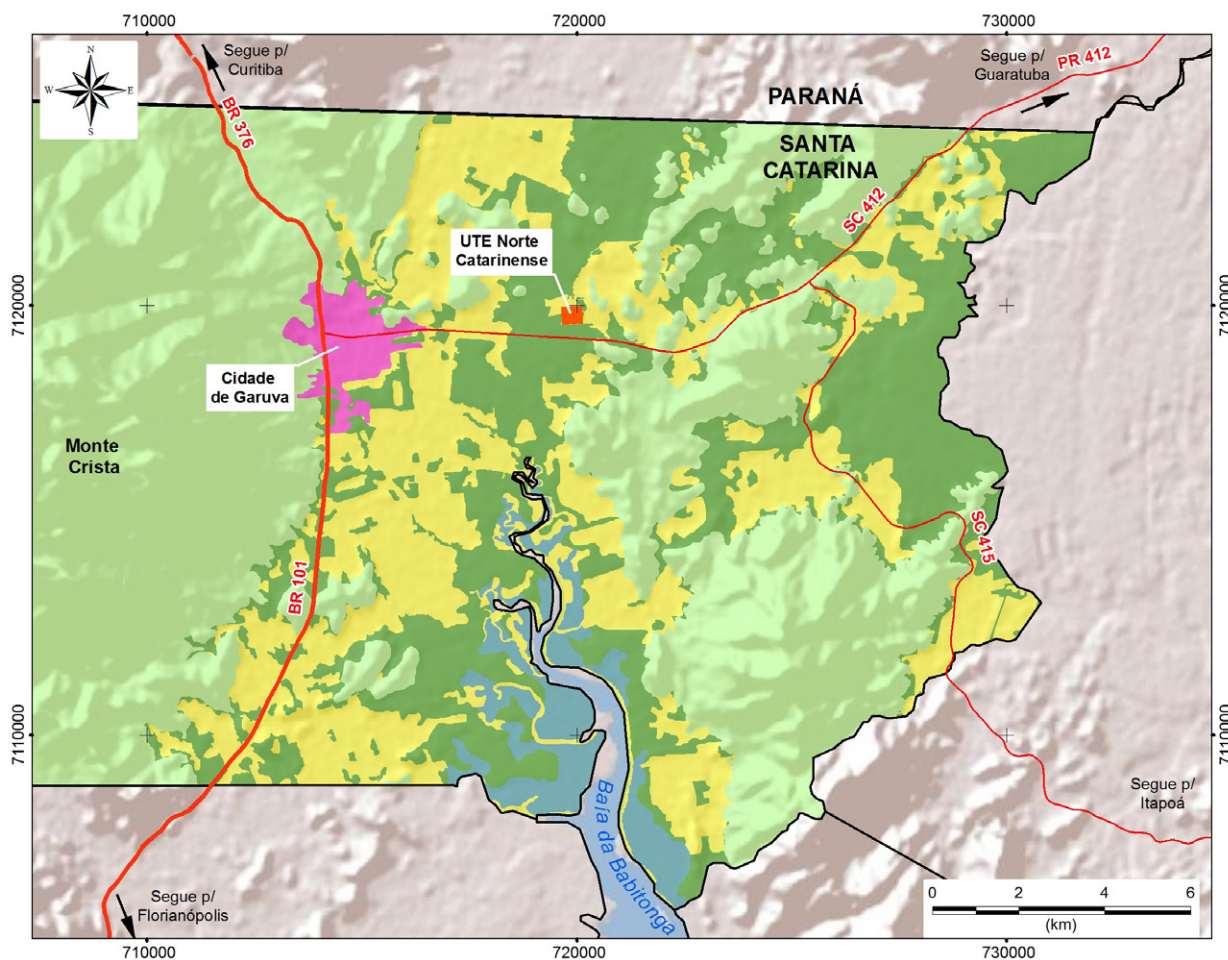 710000
720000
730000
N
W
E
S
Segue p/
Curitiba
BR 376
PARANÁ
SANTA
CATARINA
Segue p/
Guaratuba
PR 412
SC 412
UTE Norte
Catarinense
7120000
7120000
Cidade
de Garuva
Monte
Crista
BR 101
SC 415
7110000
7110000
Baia da Babitonga
Segue p/
Itapoá
Segue p/
Florianópolis
0
2
4
6
(km)
710000
720000
730000